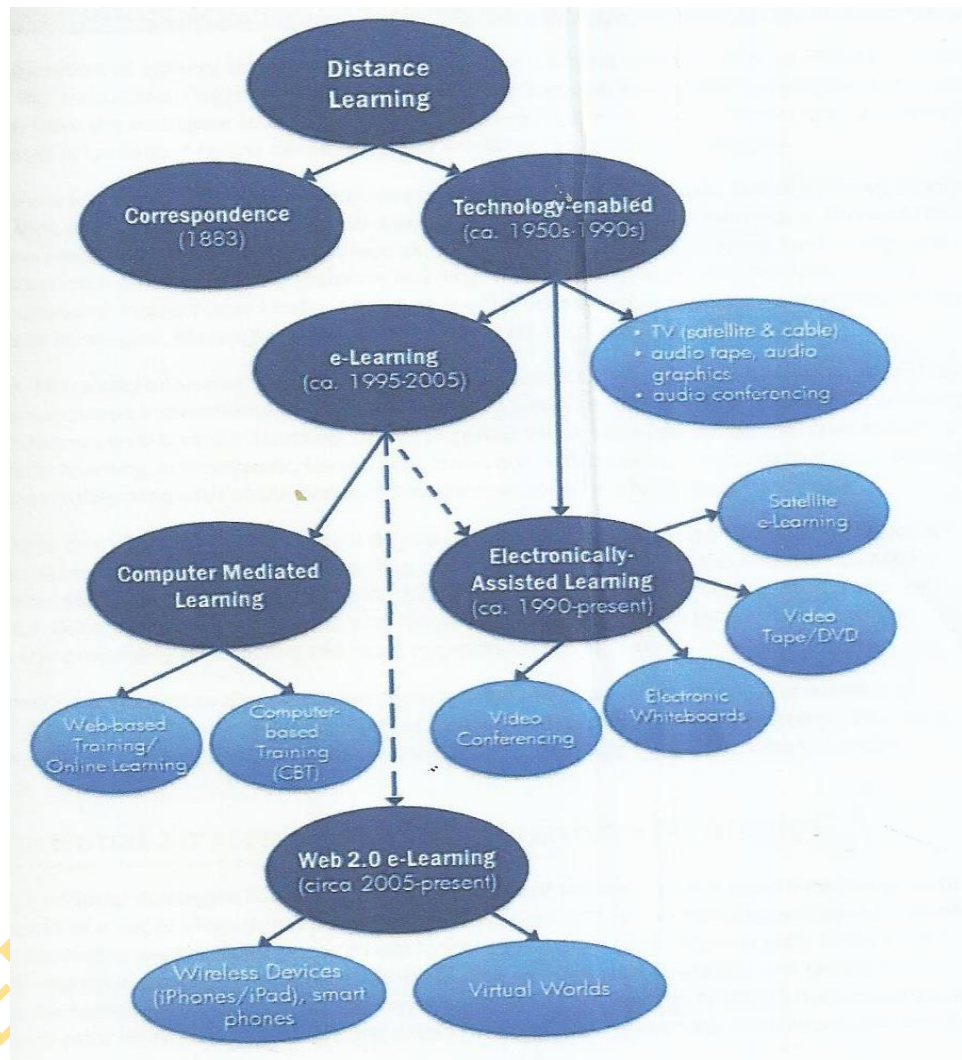 Distance
Learning
Correspondence
(1883)
Technology-enabled
(ca. 1950s-1990s)
e-Learning
(ca. 1995-2005)
• TV (satellite & cable)
• audio tape, audio
graphics
• audio conferencing
Satellite
e-Learning
Computer Mediated
Learning
Electronically-
Assisted Learning
(ca. 1990-present)
Video
Tape/DVD
Web-based
Training/
Online Learning
Computer-
based
Training
(CBT)
Video
Conferencing
Electronic
Whiteboards
Web 2.0 e-Learning
(circa 2005-present)
Wireless Devices
(iPhones/iPad), smart
phones
Virtual Worlds